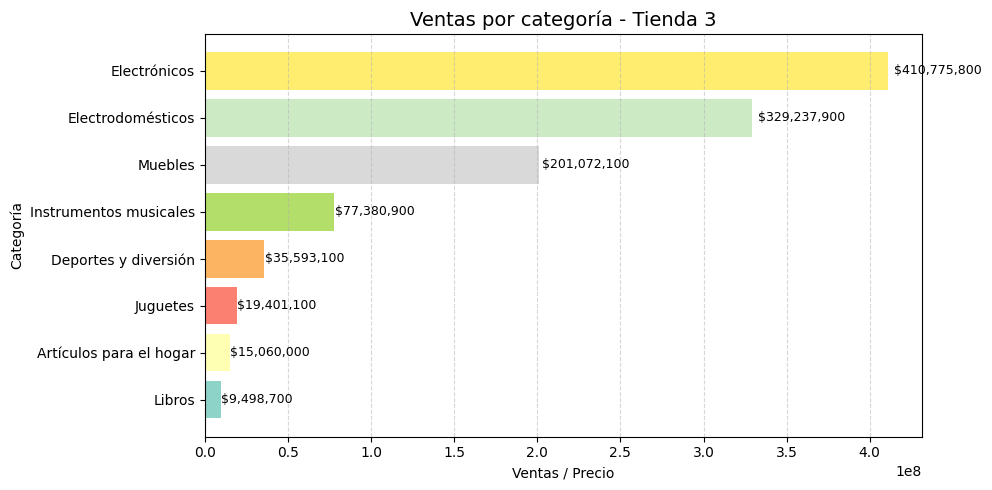 Ventas por categoría - Tienda 3
Categoría
Electrónicos $410,775,800
Electrodomésticos $329,237,900
Muebles $201,072,100
Instrumentos musicales $77,380,900
Deportes y diversión $35,593,100
Juguetes $19,401,100
Artículos para el hogar $15,060,000
Libros $9,498,700
0.0 0.5 1.0 1.5 2.0 2.5 3.0 3.5 4.0
1e8
Ventas / Precio